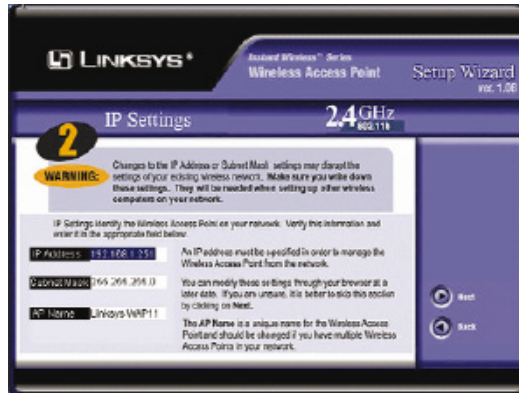 LINKSYS®
Instant Wireless™ Series
Wireless Access Point
Setup Wizard
ver. 1.08
IP Settings
2.4 GHz
802.11b
2
WARNING:
Changes to the IP Address or Subnet Mask settings may disrupt the
settings of your existing wireless network. Make sure you write down
these settings. They will be needed when setting up other wireless
computers on your network.
IP Settings identify the Wireless Access Point on your network. Verify this information and
enter it in the appropriate field below.
IP Address 192.168.1.251
An IP address must be specified in order to manage the
Wireless Access Point from the network.
Subnet Mask 255.255.255.0
You can modify these settings through your browser at a
later date. If you are unsure, it is better to skip this section
by clicking on Next.
AP Name Linksys WAP11
The AP Name is a unique name for the Wireless Access
Point and should be changed if you have multiple Wireless
Access Points in your network.
Next
Back